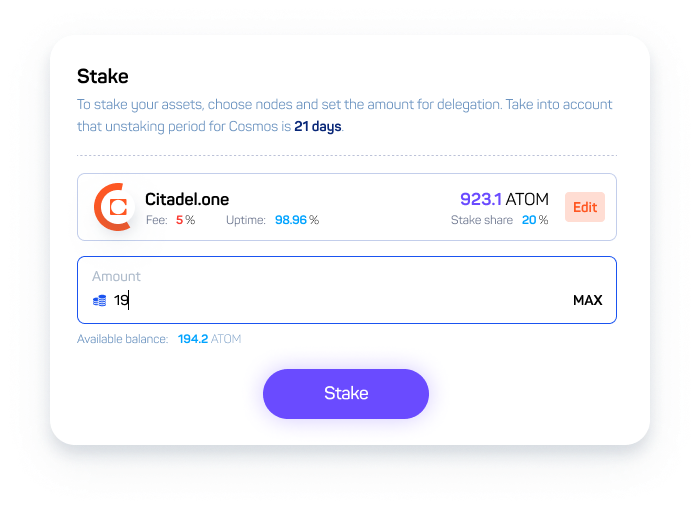 Stake
To stake your assets, choose nodes and set the amount for delegation. Take into account
that unstaking period for Cosmos is 21 days.
Citadel.one
923.1 ATOM
Edit
Fee: 5 %
Uptime: 98.96 %
Stake share 20 %
Amount
19
MAX
Available balance: 194.2 ATOM
Stake